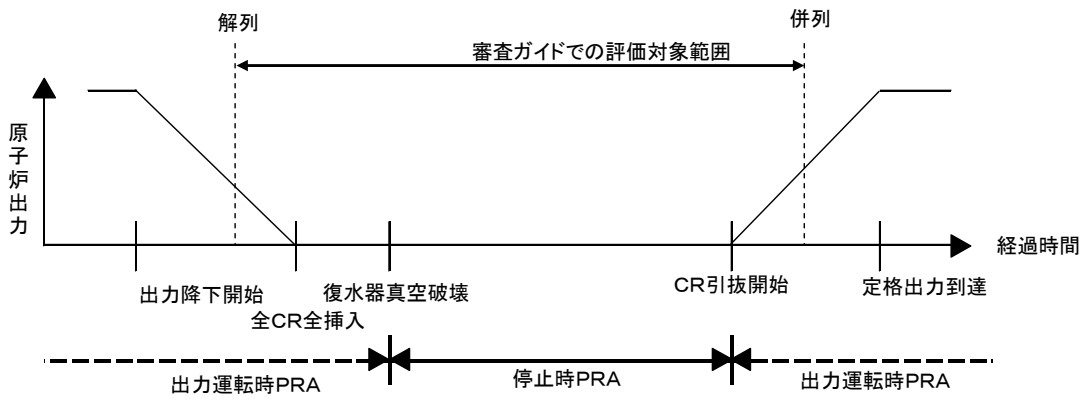 解列
併列
審査ガイドでの評価対象範囲
原子炉出力
経過時間
出力降下開始
復水器真空破壊
CR引抜開始
定格出力到達
全CR全挿入
出力運転時PRA
停止時PRA
出力運転時PRA